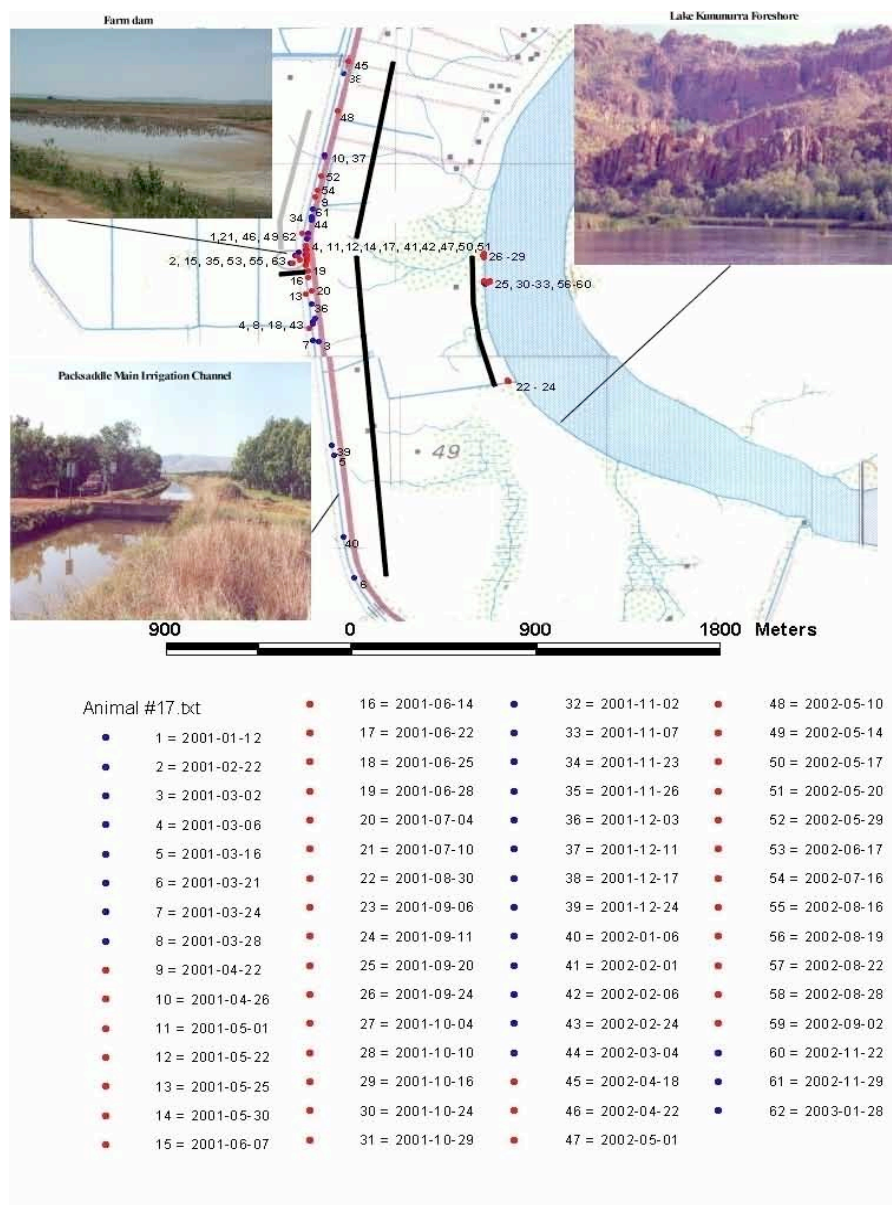 Farm dam
Lake Kununurra Foreshore
45
38
48
10, 37
52
54
9
61
34
44
1,21, 46, 49 62
4, 11,12,14,17, 41,42,47,50,51
26 -29
2, 15, 35, 53, 55, 63
19
16
25, 30-33, 56-60
20
13
36
4, 8, 18, 43
7
3
22 - 24
Packsaddle Main Irrigation Channel
39
5
49
40
6
900 0 900 1800 Meters
Animal #17.txt
1 = 2001-01-12
2 = 2001-02-22
3 = 2001-03-02
4 = 2001-03-06
5 = 2001-03-16
6 = 2001-03-21
7 = 2001-03-24
8 = 2001-03-28
9 = 2001-04-22
10 = 2001-04-26
11 = 2001-05-01
12 = 2001-05-22
13 = 2001-05-25
14 = 2001-05-30
15 = 2001-06-07
16 = 2001-06-14
17 = 2001-06-22
18 = 2001-06-25
19 = 2001-06-28
20 = 2001-07-04
21 = 2001-07-10
22 = 2001-08-30
23 = 2001-09-06
24 = 2001-09-11
25 = 2001-09-20
26 = 2001-09-24
27 = 2001-10-04
28 = 2001-10-10
29 = 2001-10-16
30 = 2001-10-24
31 = 2001-10-29
32 = 2001-11-02
33 = 2001-11-07
34 = 2001-11-23
35 = 2001-11-26
36 = 2001-12-03
37 = 2001-12-11
38 = 2001-12-17
39 = 2001-12-24
40 = 2002-01-06
41 = 2002-02-01
42 = 2002-02-06
43 = 2002-02-24
44 = 2002-03-04
45 = 2002-04-18
46 = 2002-04-22
47 = 2002-05-01
48 = 2002-05-10
49 = 2002-05-14
50 = 2002-05-17
51 = 2002-05-20
52 = 2002-05-29
53 = 2002-06-17
54 = 2002-07-16
55 = 2002-08-16
56 = 2002-08-19
57 = 2002-08-22
58 = 2002-08-28
59 = 2002-09-02
60 = 2002-11-22
61 = 2002-11-29
62 = 2003-01-28